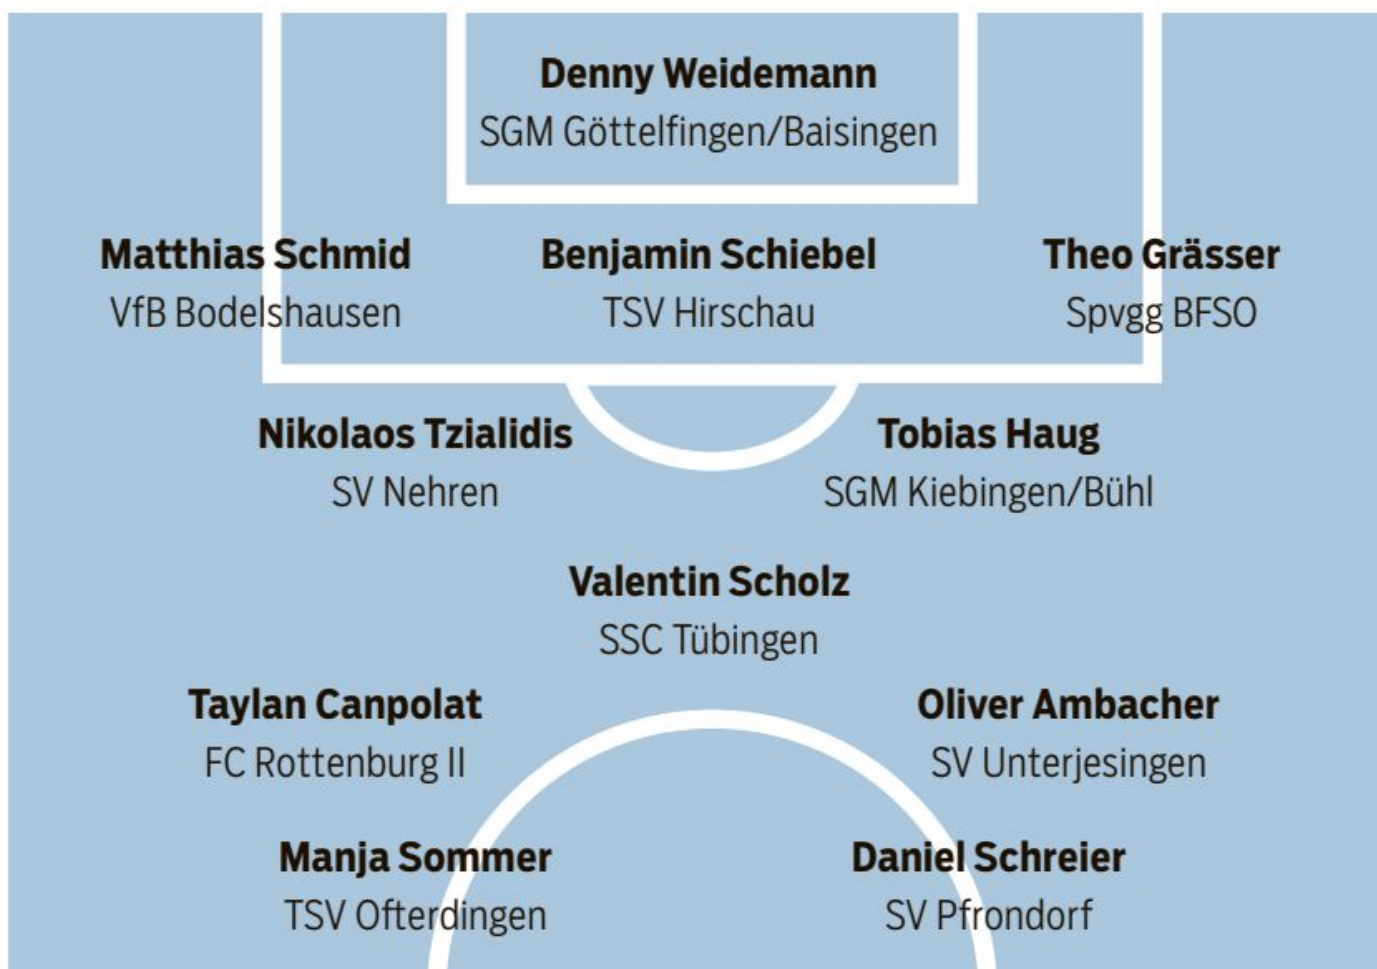 Denny Weidemann
SGM Göttelfingen/Baisingen
Matthias Schmid
VfB Bodelshausen
Benjamin Schiebel
TSV Hirschau
Theo Grässer
Spvgg BFSO
Nikolaos Tzialidis
SV Nehren
Tobias Haug
SGM Kiebingen/Bühl
Valentin Scholz
SSC Tübingen
Taylan Canpolat
FC Rottenburg II
Oliver Ambacher
SV Unterjesingen
Manja Sommer
TSV Ofterdingen
Daniel Schreier
SV Pfrondorf